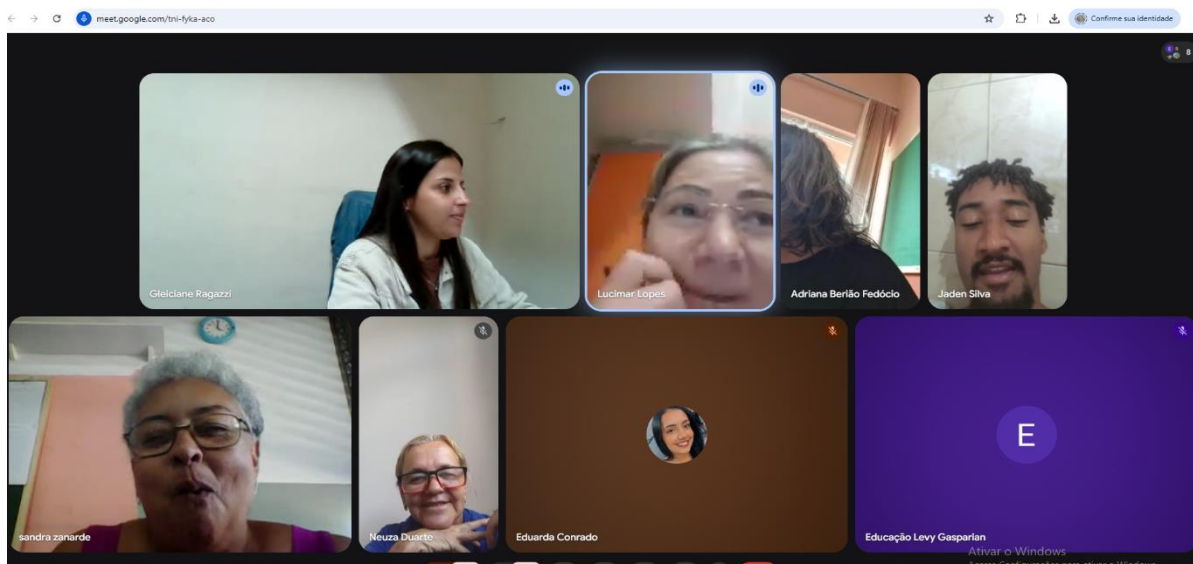 meet.google.com/tni-fyka-aco
Confirme sua identidade
8
Gleiciane Ragazzi
Lucimar Lopes
Adriana Berião Fedócio
Jaden Silva
sandra zanarde
Neuza Duarte
Eduarda Conrado
E
Educação Levy Gasparian
Ativar o Windows